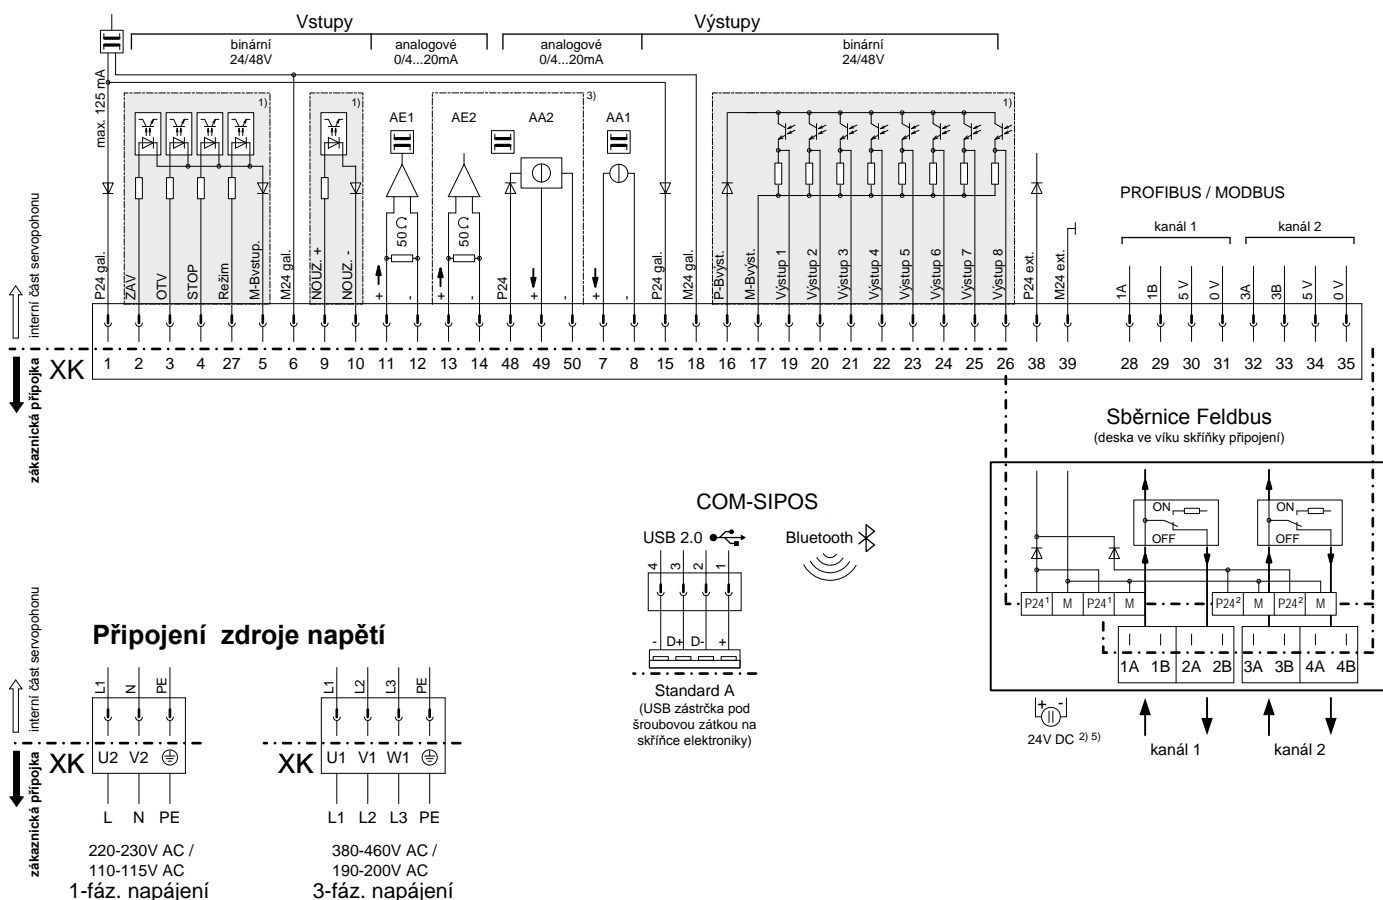 Vstupy
Výstupy
binární
24/48V
analogové
0/4...20mA
analogové
0/4...20mA
binární
24/48V
max. 125 mA
1)
1)
3)
1)
AE1
AE2
AA2
AA1
50 Ω
50 Ω
PROFIBUS / MODBUS
kanál 1
kanál 2
interní část servopohonu
P24 gal.
ZAV
OTV
STOP
Režim
M-Bvstup.
M24 gal.
NOUZ. +
NOUZ. -
+
-
+
-
P24
+
-
+
-
P24 gal.
M24 gal.
P-Bvýst.
M-Bvýst.
Výstup 1
Výstup 2
Výstup 3
Výstup 4
Výstup 5
Výstup 6
Výstup 7
Výstup 8
P24 ext.
M24 ext.
1A
1B
5 V
0 V
3A
3B
5 V
0 V
zákaznická přípojka
XK 1 2 3 4 27 5 6 9 10 11 12 13 14 48 49 50 7 8 15 18 16 17 19 20 21 22 23 24 25 26 38 39 28 29 30 31 32 33 34 35
Sběrnice Feldbus
(deska ve víku skříňky připojení)
ON
OFF
ON
OFF
P24¹ M P24¹ M
P24² M P24² M
1A 1B 2A 2B 3A 3B 4A 4B
+ -
24V DC ²⁾ ⁵⁾
kanál 1
kanál 2
COM-SIPOS
USB 2.0
Bluetooth
4 3 2 1
- D+ D- +
Standard A
(USB zástrčka pod
šroubovou zátkou na
skříňce elektroniky)
Připojení zdroje napětí
interní část servopohonu
zákaznická přípojka
L1 N PE
XK U2 V2
L N PE
220-230V AC /
110-115V AC
1-fáz. napájení
L1 L2 L3 PE
XK U1 V1 W1
L1 L2 L3 PE
380-460V AC /
190-200V AC
3-fáz. napájení